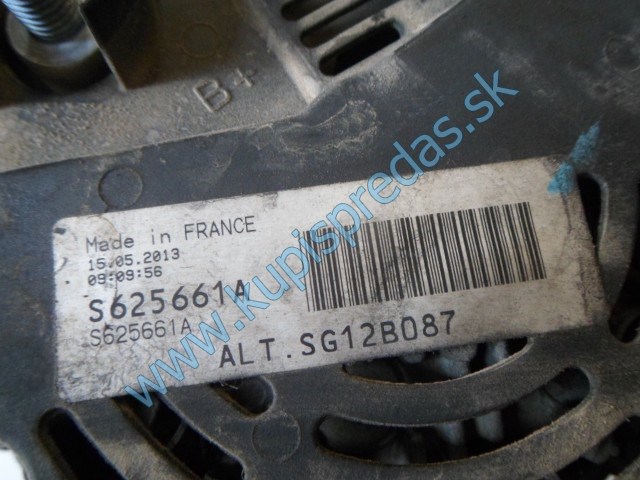 B+
Made in FRANCE
15.05.2013
09:09:56
S625661A
S625661A
ALT.SG12B087
www.kupispredas.sk